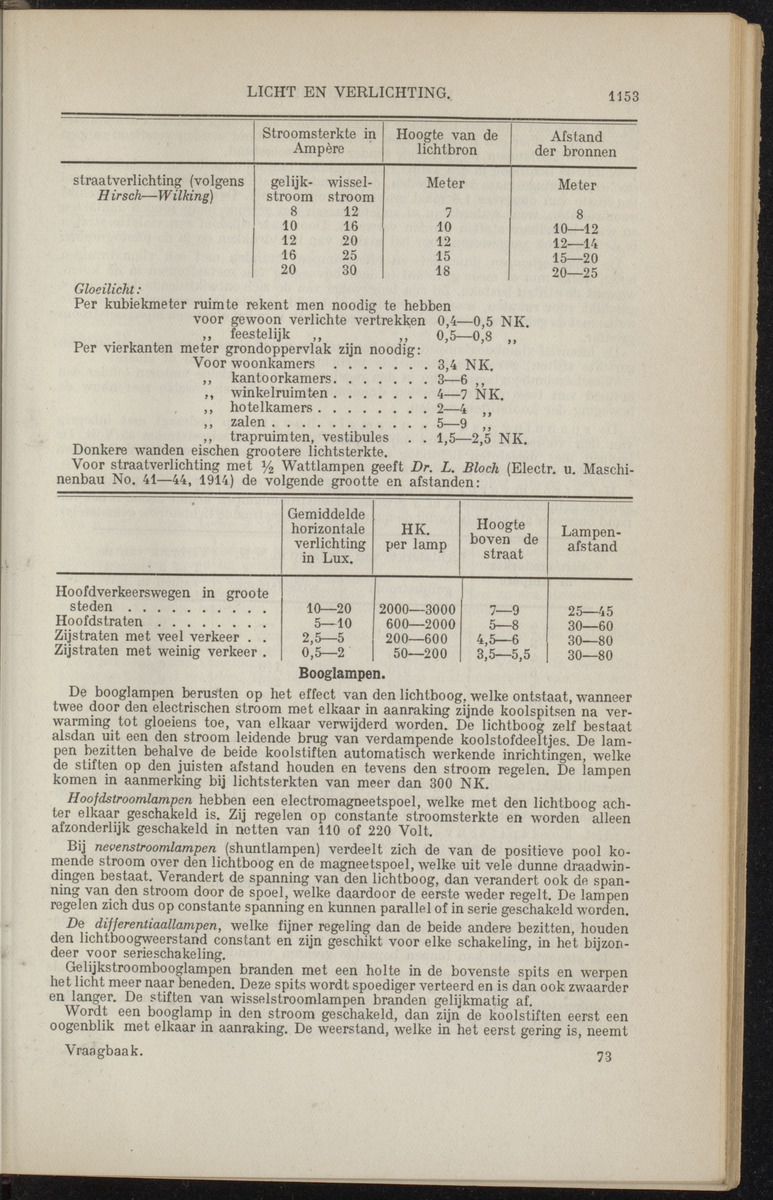 LICHT EN VERLICHTING. 1153
Stroomsterkte in Ampère Hoogte van de lichtbron Afstand der bronnen
straatverlichting (volgens gelijk- wissel- Meter Meter
Hirsch—Wilking) stroom stroom
8 12 7 8
10 16 10 10—12
12 20 12 12—14
16 25 15 15—20
20 30 18 20—25
Gloeilicht:
Per kubiekmeter ruimte rekent men noodig te hebben
voor gewoon verlichte vertrekken 0,4—0,5 NK.
„ feestelijk „ „ 0,5—0,8 „
Per vierkanten meter grondoppervlak zijn noodig:
Voor woonkamers . . . . . . . 3,4 NK.
„ kantoorkamers. . . . . . . 3—6 „
„ winkelruimten . . . . . . . 4—7 NK.
„ hotelkamers . . . . . . . . 2—4 „
„ zalen . . . . . . . . . . . 5—9 „
„ trapruimten, vestibules . . 1,5—2,5 NK.
Donkere wanden eischen grootere lichtsterkte.
Voor straatverlichting met ½ Wattlampen geeft Dr. L. Bloch (Electr. u. Maschi-
nenbau No. 41—44, 1914) de volgende grootte en afstanden:
Gemiddelde horizontale verlichting in Lux. HK. per lamp Hoogte boven de straat Lampen-afstand
Hoofdverkeerswegen in groote
steden . . . . . . . . . . 10—20 2000—3000 7—9 25—45
Hoofdstraten . . . . . . . . 5—10 600—2000 5—8 30—60
Zijstraten met veel verkeer . . 2,5—5 200—600 4,5—6 30—80
Zijstraten met weinig verkeer . 0,5—2 50—200 3,5—5,5 30—80
Booglampen.
De booglampen berusten op het effect van den lichtboog, welke ontstaat, wanneer
twee door den electrischen stroom met elkaar in aanraking zijnde koolspitsen na ver-
warming tot gloeiens toe, van elkaar verwijderd worden. De lichtboog zelf bestaat
alsdan uit een den stroom leidende brug van verdampende koolstofdeeltjes. De lam-
pen bezitten behalve de beide koolstiften automatisch werkende inrichtingen, welke
de stiften op den juisten afstand houden en tevens den stroom regelen. De lampen
komen in aanmerking bij lichtsterkten van meer dan 300 NK.
Hoofdstroomlampen hebben een electromagneetspoel, welke met den lichtboog ach-
ter elkaar geschakeld is. Zij regelen op constante stroomsterkte en worden alleen
afzonderlijk geschakeld in netten van 110 of 220 Volt.
Bij nevenstroomlampen (shuntlampen) verdeelt zich de van de positieve pool ko-
mende stroom over den lichtboog en de magneetspoel, welke uit vele dunne draadwin-
dingen bestaat. Verandert de spanning van den lichtboog, dan verandert ook de span-
ning van den stroom door de spoel, welke daardoor de eerste weder regelt. De lampen
regelen zich dus op constante spanning en kunnen parallel of in serie geschakeld worden.
De differentiaallampen, welke fijner regeling dan de beide andere bezitten, houden
den lichtboogweerstand constant en zijn geschikt voor elke schakeling, in het bijzon-
deer voor serieschakeling.
Gelijkstroombooglampen branden met een holte in de bovenste spits en werpen
het licht meer naar beneden. Deze spits wordt spoediger verteerd en is dan ook zwaarder
en langer. De stiften van wisselstroomlampen branden gelijkmatig af.
Wordt een booglamp in den stroom geschakeld, dan zijn de koolstiften eerst een
oogenblik met elkaar in aanraking. De weerstand, welke in het eerst gering is, neemt
Vraagbaak. 73